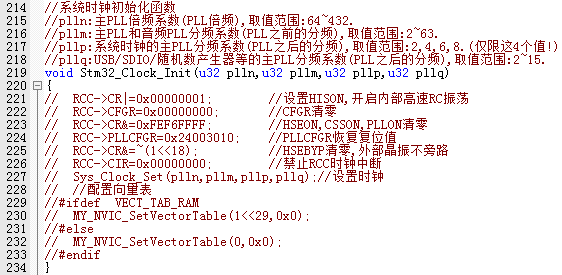 214 //系统时钟初始化函数
215 //plln:主PLL倍频系数(PLL倍频),取值范围:64~432.
216 //pllm:主PLL和音频PLL分频系数(PLL之前的分频),取值范围:2~63.
217 //pllp:系统时钟的主PLL分频系数(PLL之后的分频),取值范围:2,4,6,8.(仅限这4个值!)
218 //pllq:USB/SDIO/随机数产生器等的主PLL分频系数(PLL之后的分频),取值范围:2~15.
219 void Stm32_Clock_Init(u32 plln,u32 pllm,u32 pllp,u32 pllq)
220 {
221 // RCC->CR|=0x00000001; //设置HISON,开启内部高速RC振荡
222 // RCC->CFGR=0x00000000; //CFGR清零
223 // RCC->CR&=0xFEF6FFFF; //HSEON,CSSON,PLLON清零
224 // RCC->PLLCFGR=0x24003010; //PLLCFGR恢复复位值
225 // RCC->CR&=~(1<<18); //HSEBYP清零,外部晶振不旁路
226 // RCC->CIR=0x00000000; //禁止RCC时钟中断
227 // Sys_Clock_Set(plln,pllm,pllp,pllq);//设置时钟
228 // //配置向量表
229 //#ifdef VECT_TAB_RAM
230 // MY_NVIC_SetVectorTable(1<<29,0x0);
231 //#else
232 // MY_NVIC_SetVectorTable(0,0x0);
233 //#endif
234 }